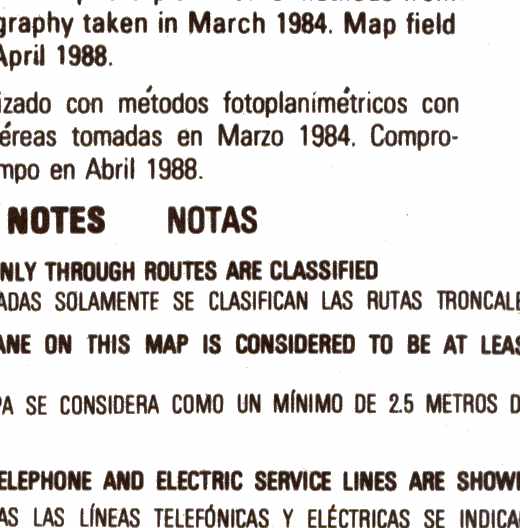 graphy taken in March 1984. Map field
April 1988.
izado con métodos fotoplanimétricos con
éreas tomadas en Marzo 1984. Compro-
mpo en Abril 1988.
NOTES NOTAS
NLY THROUGH ROUTES ARE CLASSIFIED
ADAS SOLAMENTE SE CLASIFICAN LAS RUTAS TRONCALE
ANE ON THIS MAP IS CONSIDERED TO BE AT LEAS
PA SE CONSIDERA COMO UN MÍNIMO DE 2.5 METROS D
ELEPHONE AND ELECTRIC SERVICE LINES ARE SHOWN
AS LAS LÍNEAS TELEFÓNICAS Y ELÉCTRICAS SE INDICA